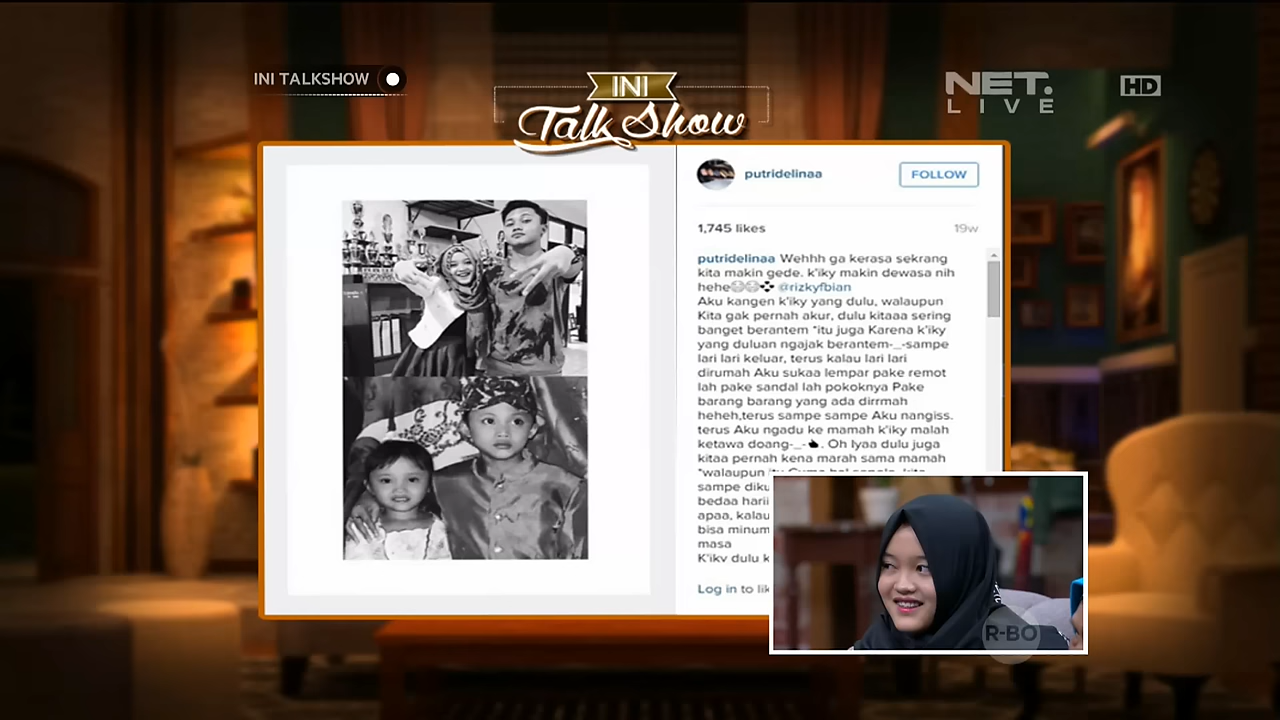 INI TALKSHOW
INI
Talk Show
NET.
LIVE
HD
putridelinaa
FOLLOW
1,745 likes
19w
putridelinaa Wehhh ga kerasa sekrang
kita makin gede. k'iky makin dewasa nih
hehe @rizkyfbian
Aku kangen k'iky yang dulu, walaupun
Kita gak pernah akur, dulu kitaaa sering
banget berantem *itu juga Karena k'iky
yang duluan ngajak berantem-_-sampe
lari lari keluar, terus kalau lari lari
dirumah Aku sukaa lempar pake remot
lah pake sandal lah pokoknya Pake
barang barang yang ada dirrmah
heheh,terus sampe sampe Aku nangiss.
terus Aku ngadu ke mamah k'iky malah
ketawa doang-_-. Oh Iyaa dulu juga
kitaa pernah kena marah sama mamah
*walaupun itu
sampe
bedaa harii
apaa, kalau
bisa minum
masa
K'iky dulu
Log in to
R-BO